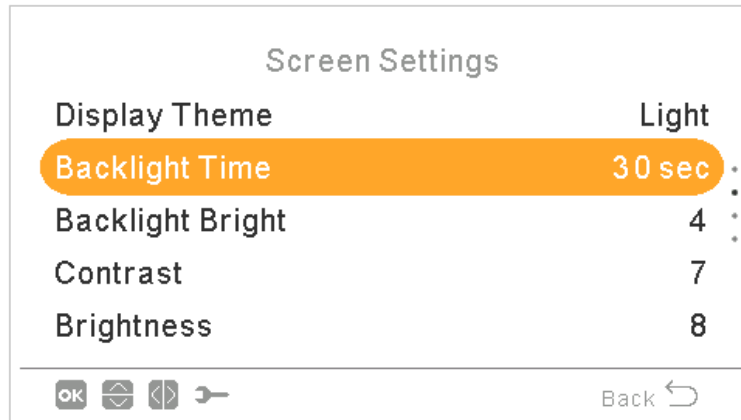 Screen Settings
Display Theme Light
Backlight Time 30 sec
Backlight Bright 4
Contrast 7
Brightness 8
OK Back